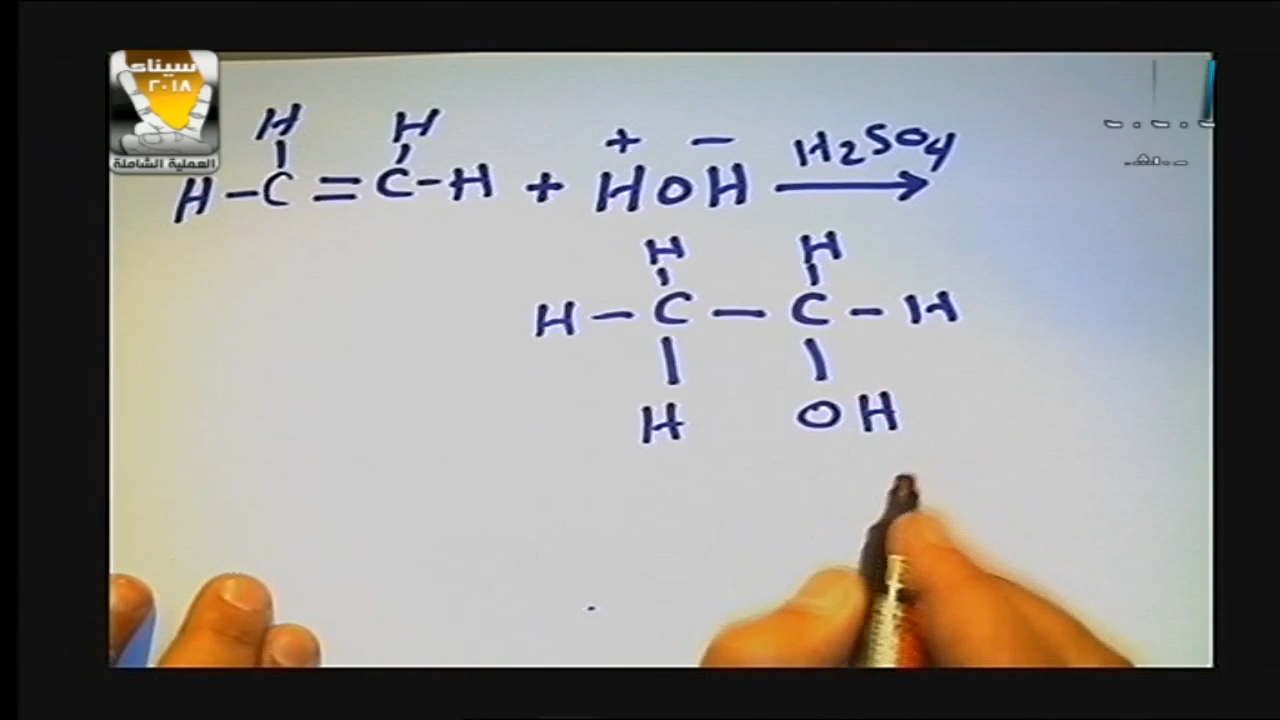 سيناء
٢٠١٨
العملية الشاملة
H H
H-C=C-H + HOH H2SO4 →
+ -
H H
H-C-C-H
H OH